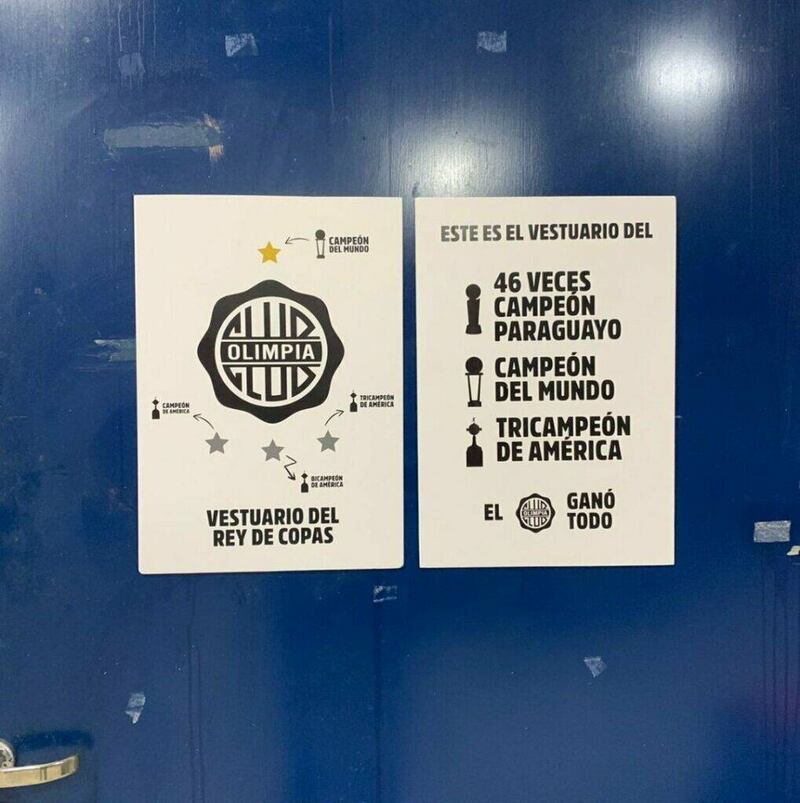 CAMPEÓN
DEL MUNDO
CLUB
OLIMPIA
CLUB
CAMPEÓN
DE AMÉRICA
TRICAMPEÓN
DE AMÉRICA
BICAMPEÓN
DE AMÉRICA
VESTUARIO DEL
REY DE COPAS
ESTE ES EL VESTUARIO DEL
46 VECES
CAMPEÓN
PARAGUAYO
CAMPEÓN
DEL MUNDO
TRICAMPEÓN
DE AMÉRICA
EL
CLUB
OLIMPIA
CLUB
GANÓ
TODO